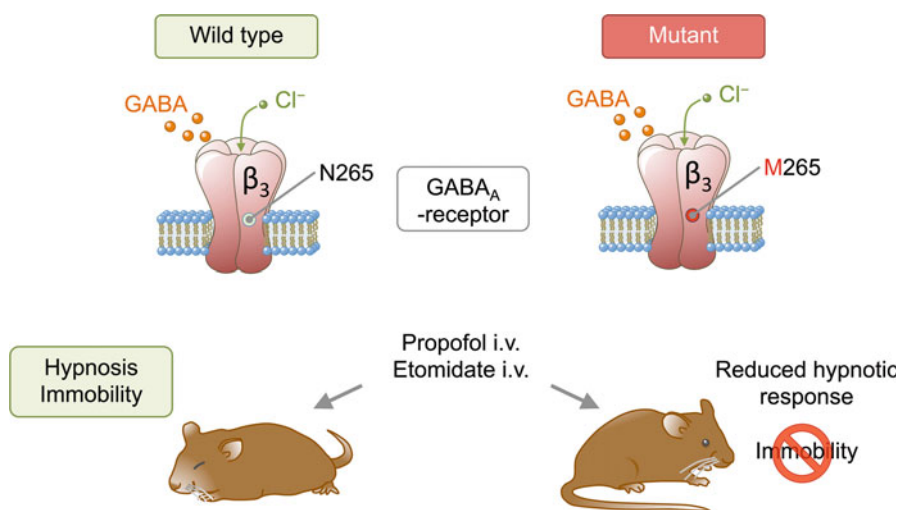 Wild type
Mutant
GABA
Cl⁻
GABA
Cl⁻
β₃
N265
GABA_A
-receptor
β₃
M265
Hypnosis
Immobility
Propofol i.v.
Etomidate i.v.
Reduced hypnotic
response
Immobility